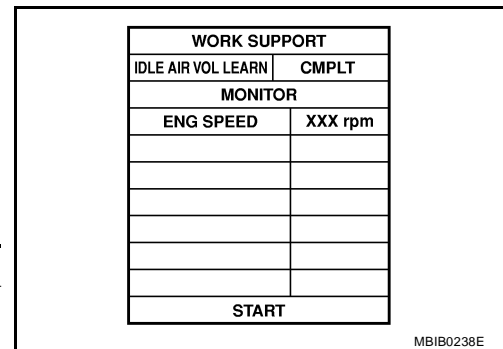 WORK SUPPORT
IDLE AIR VOL LEARN CMPLT
MONITOR
ENG SPEED XXX rpm
START
MBIB0238E